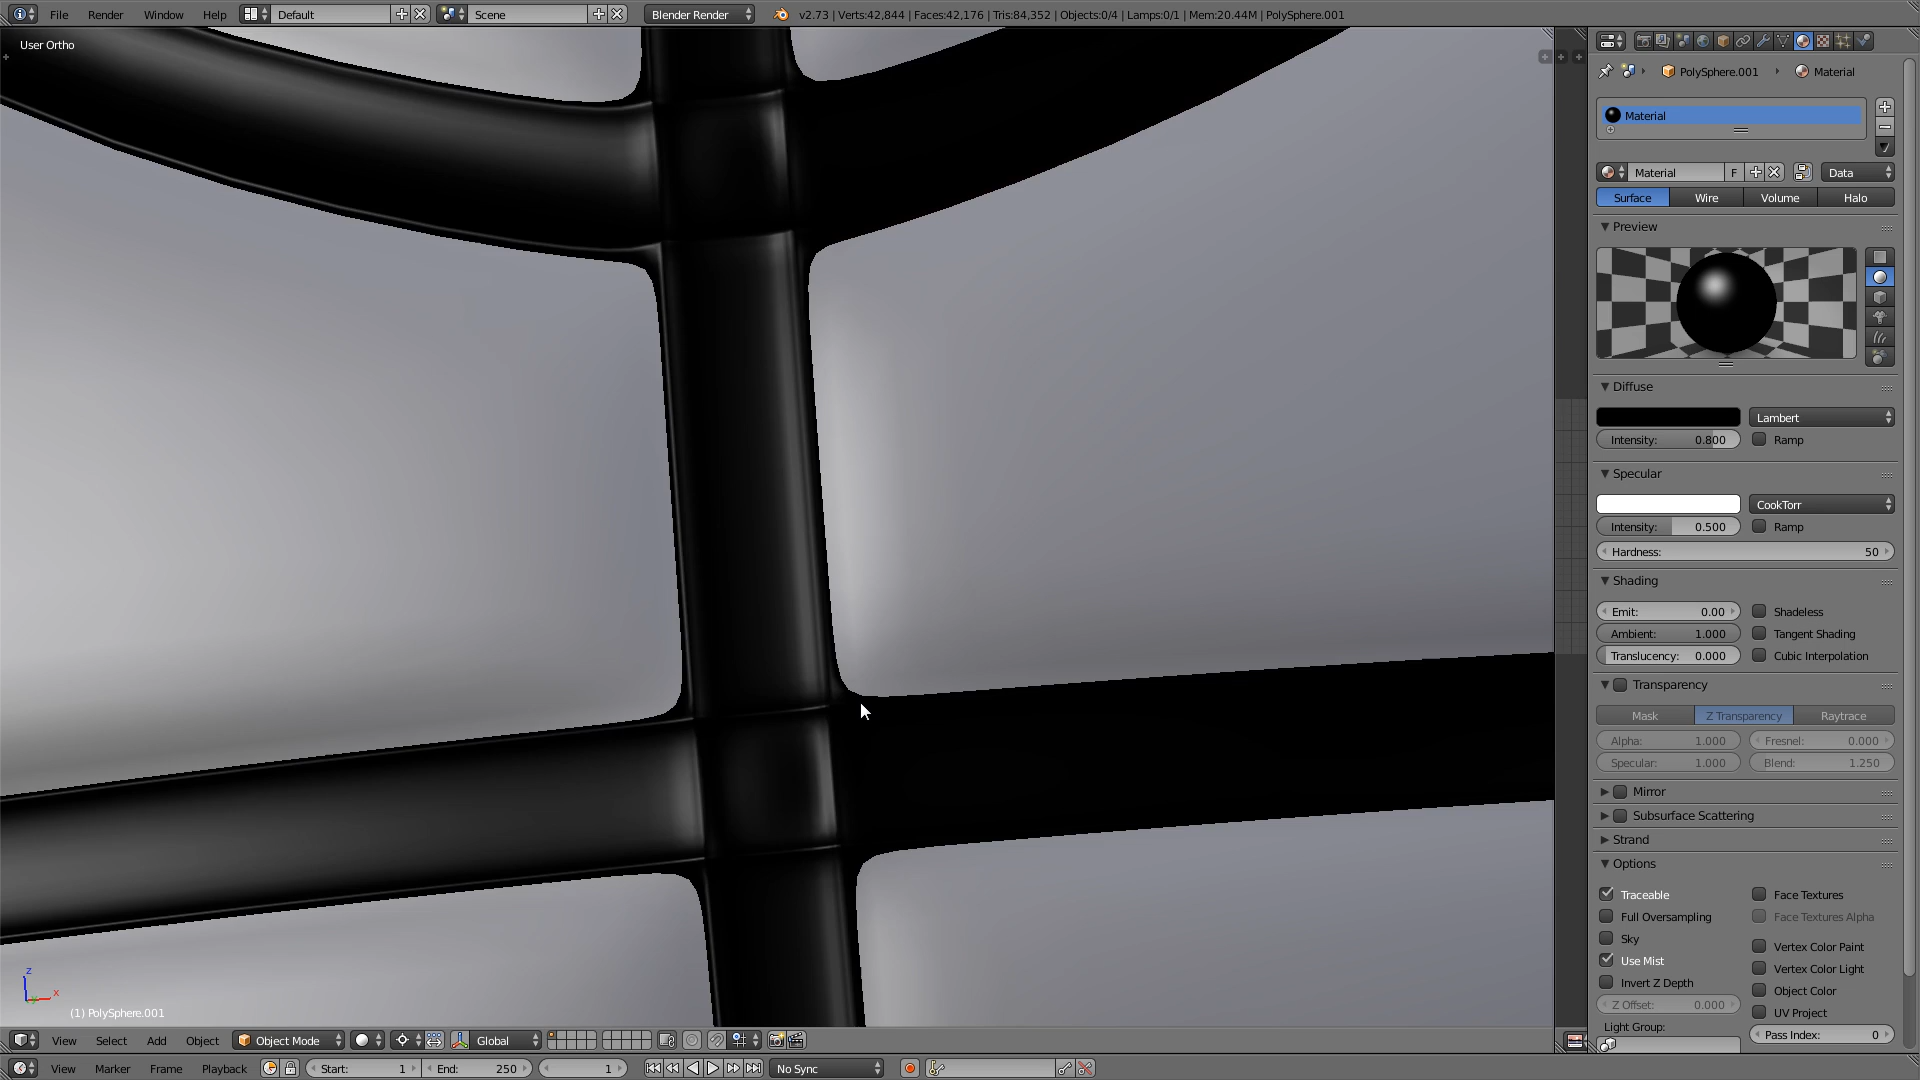 File Render Window Help Default Scene Blender Render v2.73 | Verts:42,844 | Faces:42,176 | Tris:84,352 | Objects:0/4 | Lamps:0/1 | Mem:20.44M | PolySphere.001
User Ortho
PolySphere.001 Material
Material
Material F Data
Surface Wire Volume Halo
Preview
Diffuse
Lambert
Intensity: 0.800 Ramp
Specular
CookTorr
Intensity: 0.500 Ramp
Hardness: 50
Shading
Emit: 0.00 Shadeless
Ambient: 1.000 Tangent Shading
Translucency: 0.000 Cubic Interpolation
Transparency
Mask Z Transparency Raytrace
Alpha: 1.000 Fresnel: 0.000
Specular: 1.000 Blend: 1.250
Mirror
Subsurface Scattering
Strand
Options
Traceable Face Textures
Full Oversampling Face Textures Alpha
Sky Vertex Color Paint
Use Mist Vertex Color Light
Invert Z Depth Object Color
Z Offset: 0.000 UV Project
Light Group: Pass Index: 0
z
x
y
(1) PolySphere.001
View Select Add Object Object Mode Global
View Marker Frame Playback Start: 1 End: 250 1 No Sync